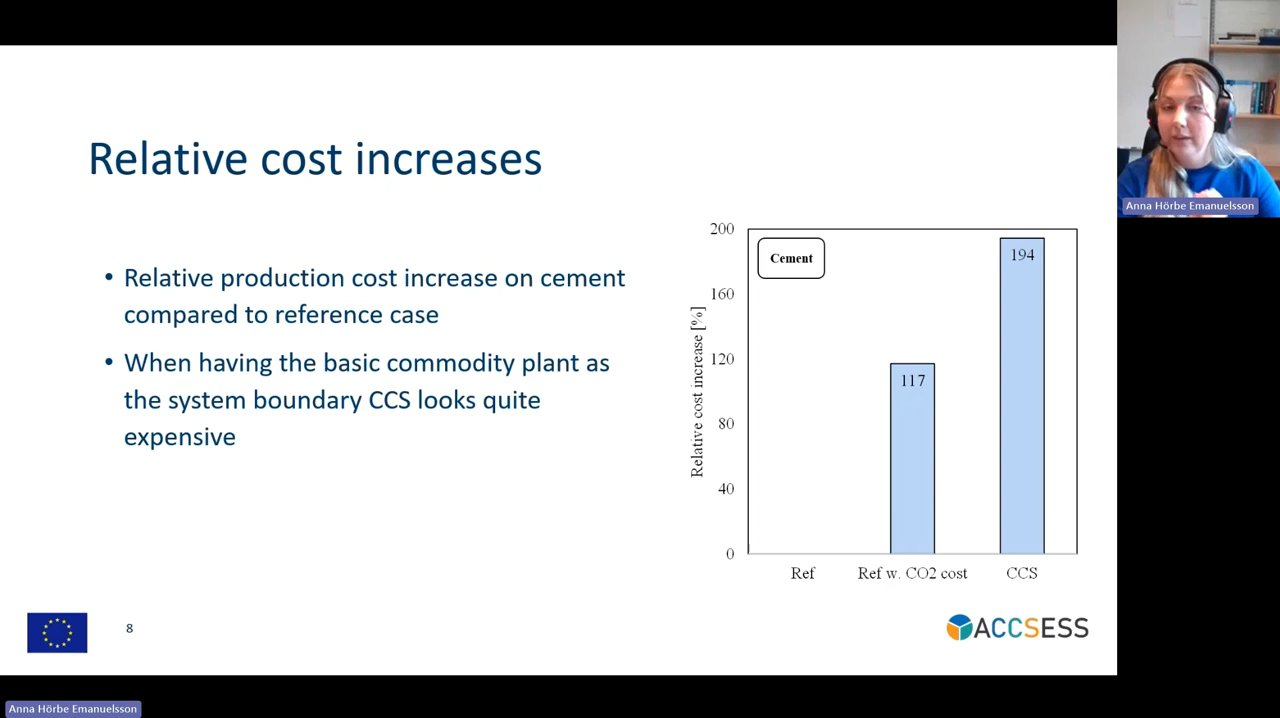 Relative cost increases
• Relative production cost increase on cement
compared to reference case
• When having the basic commodity plant as
the system boundary CCS looks quite
expensive
Relative cost increase [%]
200
160
120
80
40
0
Cement
117
194
Ref
Ref w. CO2 cost
CCS
8
ACCSESS
Anna Hörbe Emanuelsson
Anna Hörbe Emanuelsson